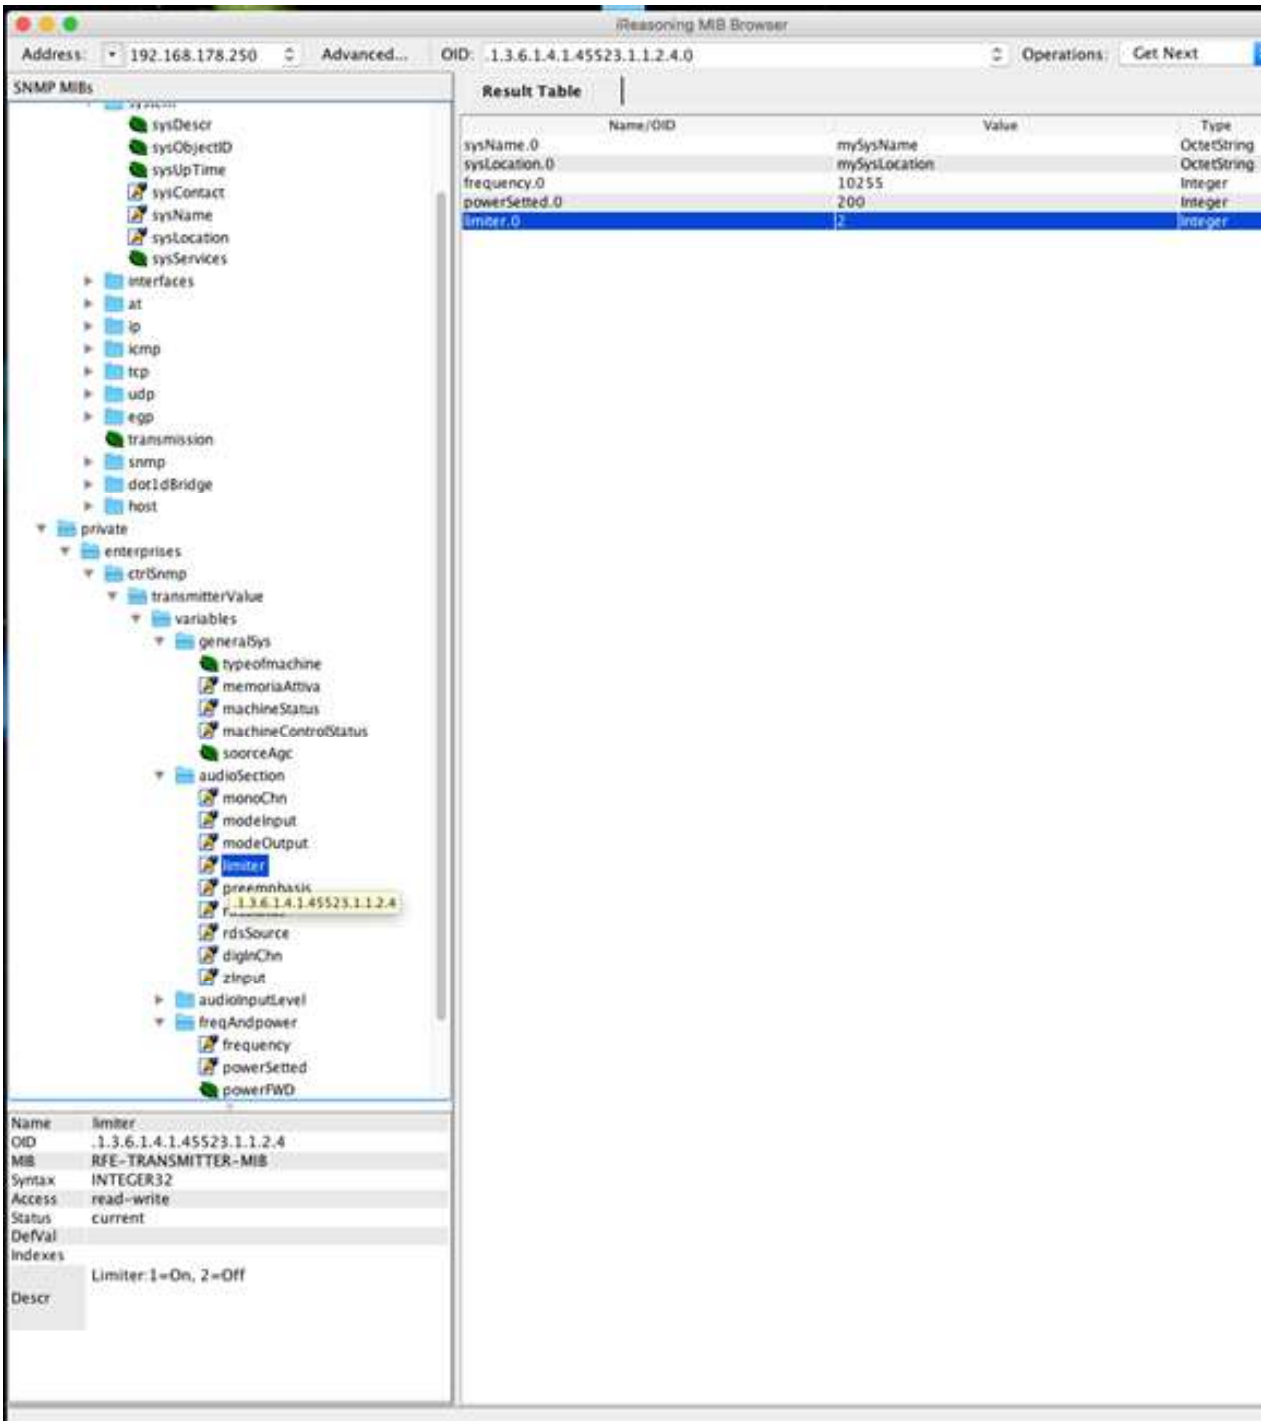 iReasoning MIB Browser
Address: 192.168.178.250 Advanced... OID: .1.3.6.1.4.1.45523.1.1.2.4.0 Operations: Get Next
SNMP MIBs
Result Table
Name/OID Value Type
sysName.0 mySysName OctetString
sysLocation.0 mySysLocation OctetString
frequency.0 10255 Integer
powerSetted.0 200 Integer
limiter.0 2 Integer
system
sysDescr
sysObjectID
sysUpTime
sysContact
sysName
sysLocation
sysServices
interfaces
at
ip
icmp
tcp
udp
egp
transmission
snmp
dot1dBridge
host
private
enterprises
ctrlSnmp
transmitterValue
variables
generalSys
typeofmachine
memoriaAttiva
machineStatus
machineControlStatus
soorceAgc
audioSection
monoChn
modeInput
modeOutput
limiter
preemphasis
.1.3.6.1.4.1.45523.1.1.2.4
rdsSource
digInChn
zInput
audioInputLevel
freqAndpower
frequency
powerSetted
powerFWD
Name limiter
OID .1.3.6.1.4.1.45523.1.1.2.4
MIB RFE-TRANSMITTER-MIB
Syntax INTEGER32
Access read-write
Status current
DefVal
Indexes
Descr Limiter:1=On, 2=Off